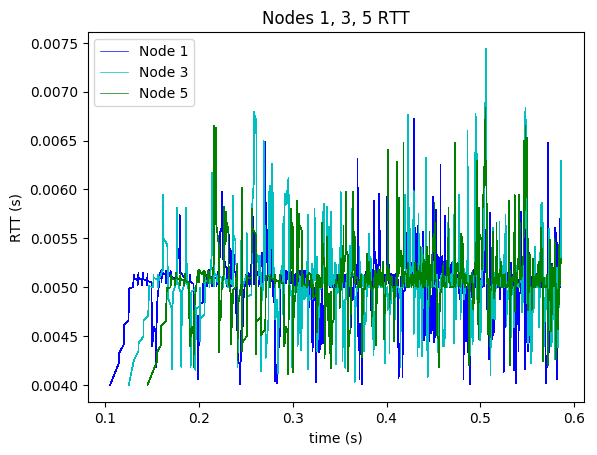 Nodes 1, 3, 5 RTT
Node 1
Node 3
Node 5
0.0075
0.0070
0.0065
0.0060
0.0055
0.0050
0.0045
0.0040
RTT (s)
0.1 0.2 0.3 0.4 0.5 0.6
time (s)